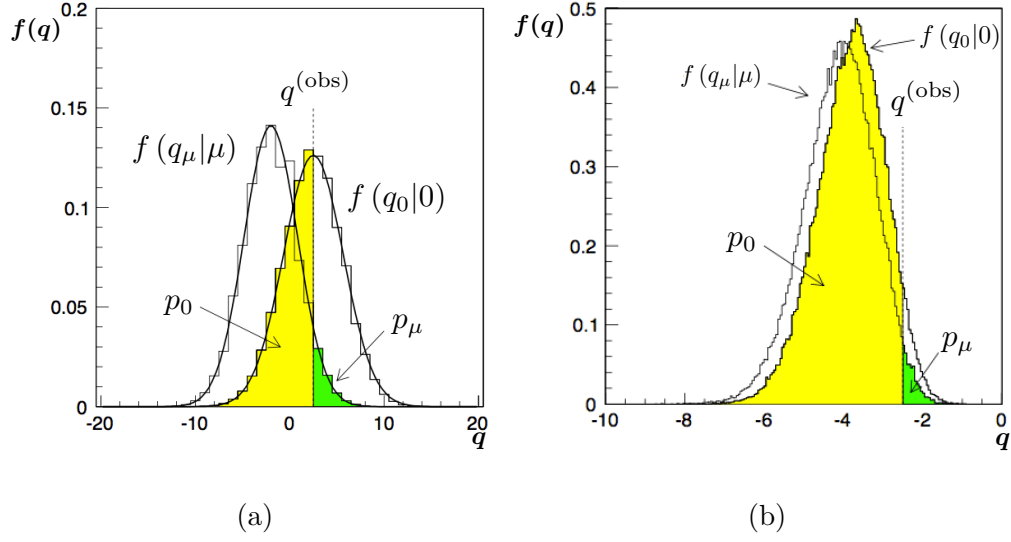 f(q)
0.2
0.15
0.1
0.05
0
-20
-10
0
10
20
q
q^(obs)
f (q_μ|μ)
f (q_0|0)
p_0
p_μ
(a)
f(q)
0.5
0.4
0.3
0.2
0.1
0
-10
-8
-6
-4
-2
0
q
f (q_0|0)
f (q_μ|μ)
q^(obs)
p_0
p_μ
(b)